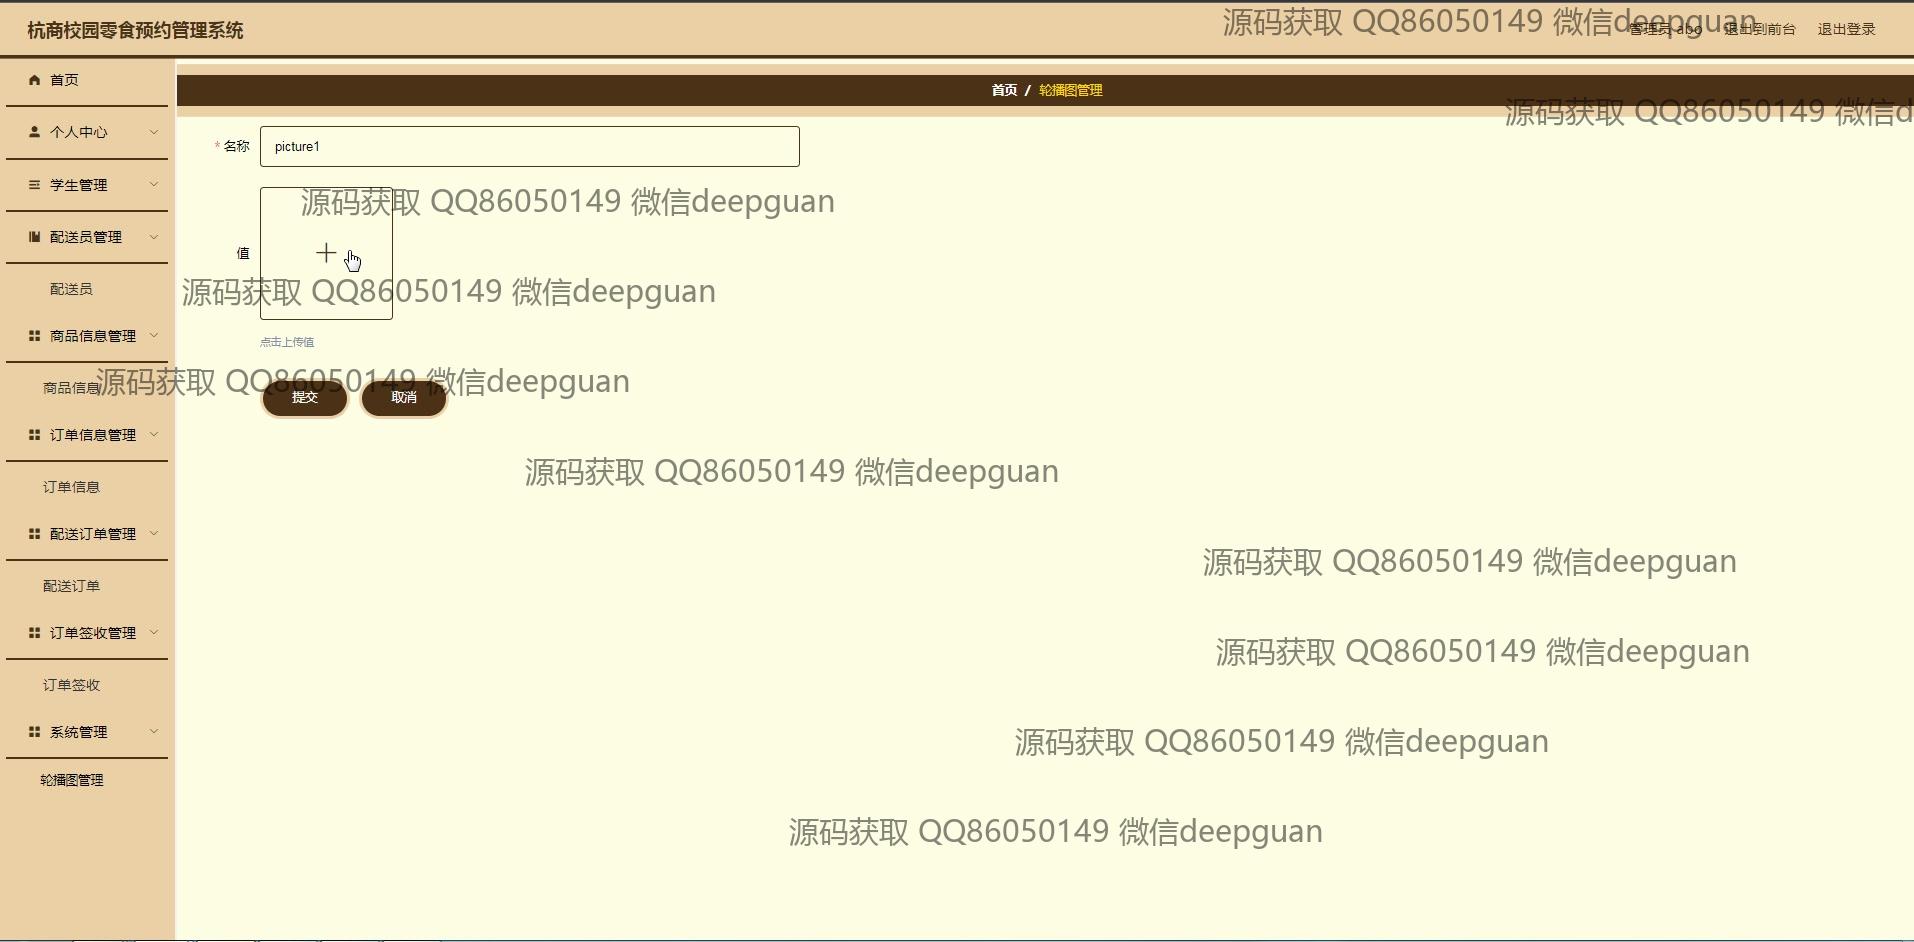 杭商校园零食预约管理系统
源码获取 QQ86050149 微信deepguan
管理员 abo
退出到前台
退出登录
首页
首页 / 轮播图管理
源码获取 QQ86050149 微信d
个人中心
* 名称
picture1
学生管理
源码获取 QQ86050149 微信deepguan
配送员管理
值
配送员
源码获取 QQ86050149 微信deepguan
商品信息管理
点击上传值
商品信息
源码获取 QQ86050149 微信deepguan
提交
取消
订单信息管理
源码获取 QQ86050149 微信deepguan
订单信息
配送订单管理
源码获取 QQ86050149 微信deepguan
配送订单
订单签收管理
源码获取 QQ86050149 微信deepguan
订单签收
系统管理
源码获取 QQ86050149 微信deepguan
轮播图管理
源码获取 QQ86050149 微信deepguan